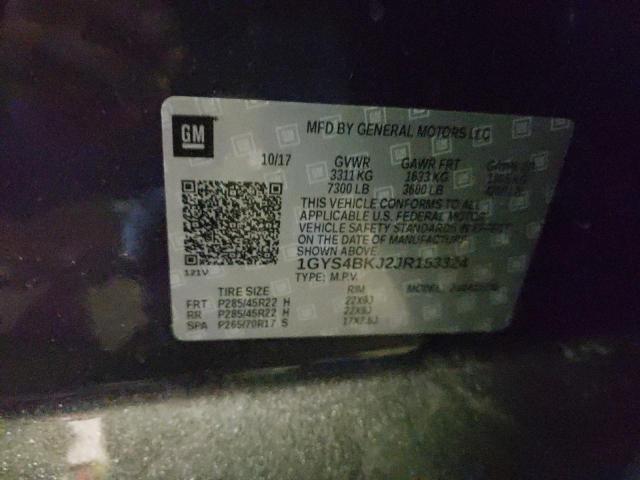 GM
MFD BY GENERAL MOTORS LLC
10/17 GVWR GAWR FRT
3311 KG 1633 KG
7300 LB 3600 LB
THIS VEHICLE CONFORMS TO ALL
APPLICABLE U.S. FEDERAL MOTOR
VEHICLE SAFETY STANDARDS IN EFFECT
ON THE DATE OF MANUFACTURE
SHOWN ABOVE.
1GYS4BKJ2JR153324
121V
TYPE: M.P.V. MODEL:
TIRE SIZE RIM
FRT P285/45R22 H 22X9J
RR P285/45R22 H 22X9J
SPA P265/70R17 S 17X7.5J